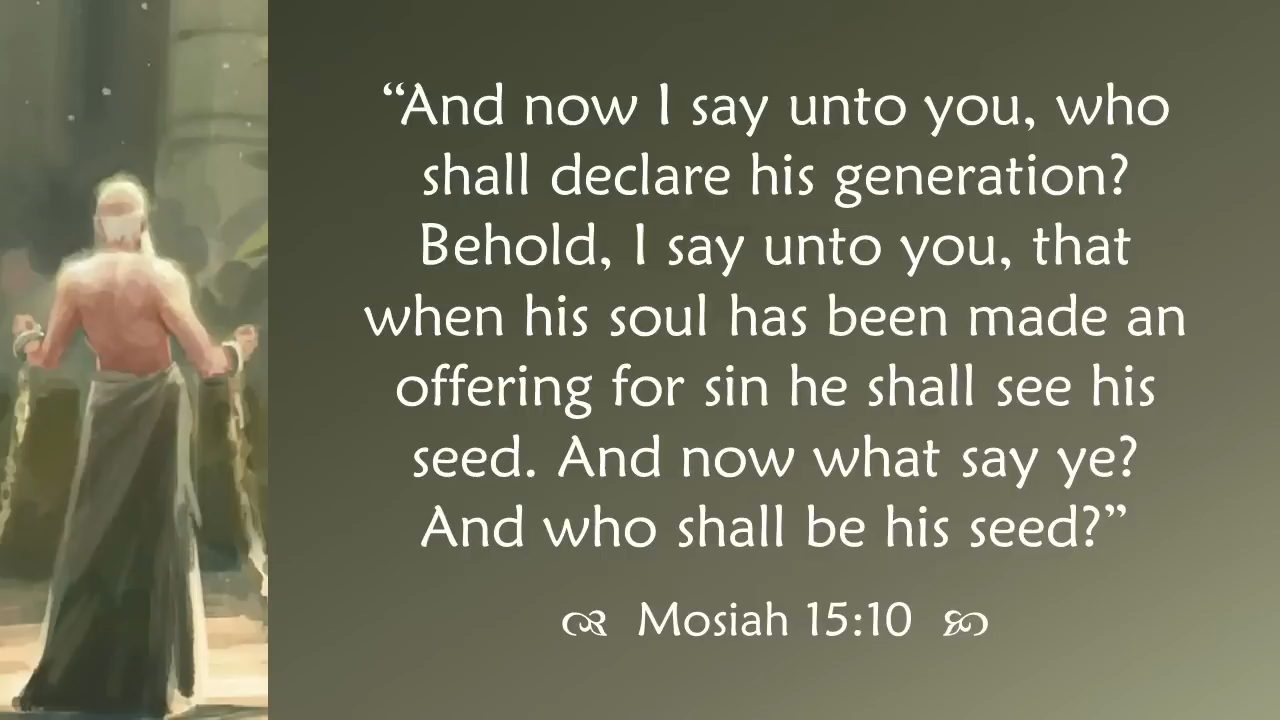 “And now I say unto you, who
shall declare his generation?
Behold, I say unto you, that
when his soul has been made an
offering for sin he shall see his
seed. And now what say ye?
And who shall be his seed?”
Mosiah 15:10